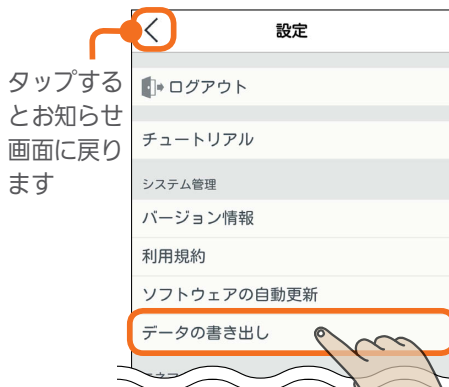 設定
タップする
とお知らせ
画面に戻り
ます
ログアウト
チュートリアル
システム管理
バージョン情報
利用規約
ソフトウェアの自動更新
データの書き出し